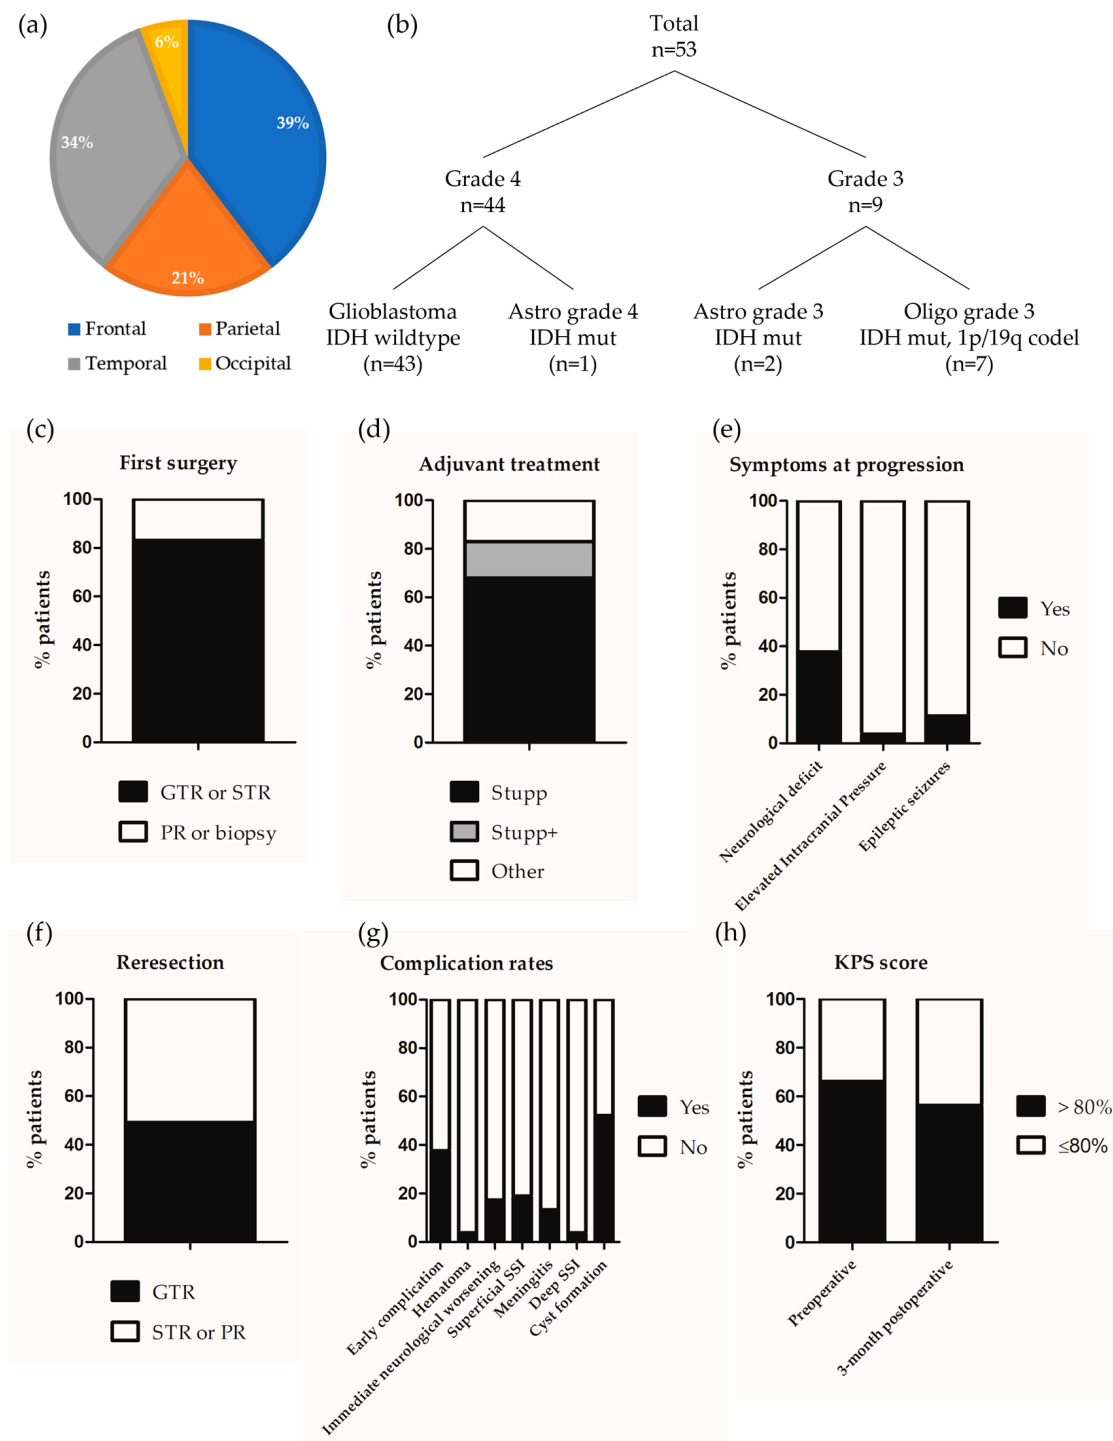 (a)
6%
39%
34%
21%
Frontal
Parietal
Temporal
Occipital
(b)
Total
n=53
Grade 4
n=44
Grade 3
n=9
Glioblastoma
IDH wildtype
(n=43)
Astro grade 4
IDH mut
(n=1)
Astro grade 3
IDH mut
(n=2)
Oligo grade 3
IDH mut, 1p/19q codel
(n=7)
(c)
First surgery
% patients
100
80
60
40
20
0
GTR or STR
PR or biopsy
(d)
Adjuvant treatment
% patients
100
80
60
40
20
0
Stupp
Stupp+
Other
(e)
Symptoms at progression
% patients
100
80
60
40
20
0
Neurological deficit
Elevated Intracranial Pressure
Epileptic seizures
Yes
No
(f)
Reresection
% patients
100
80
60
40
20
0
GTR
STR or PR
(g)
Complication rates
% patients
100
80
60
40
20
0
Early complication
Hematoma
Immediate neurological worsening
Superficial SSI
Meningitis
Deep SSI
Cyst formation
Yes
No
(h)
KPS score
% patients
100
80
60
40
20
0
Preoperative
3-month postoperative
> 80%
≤80%